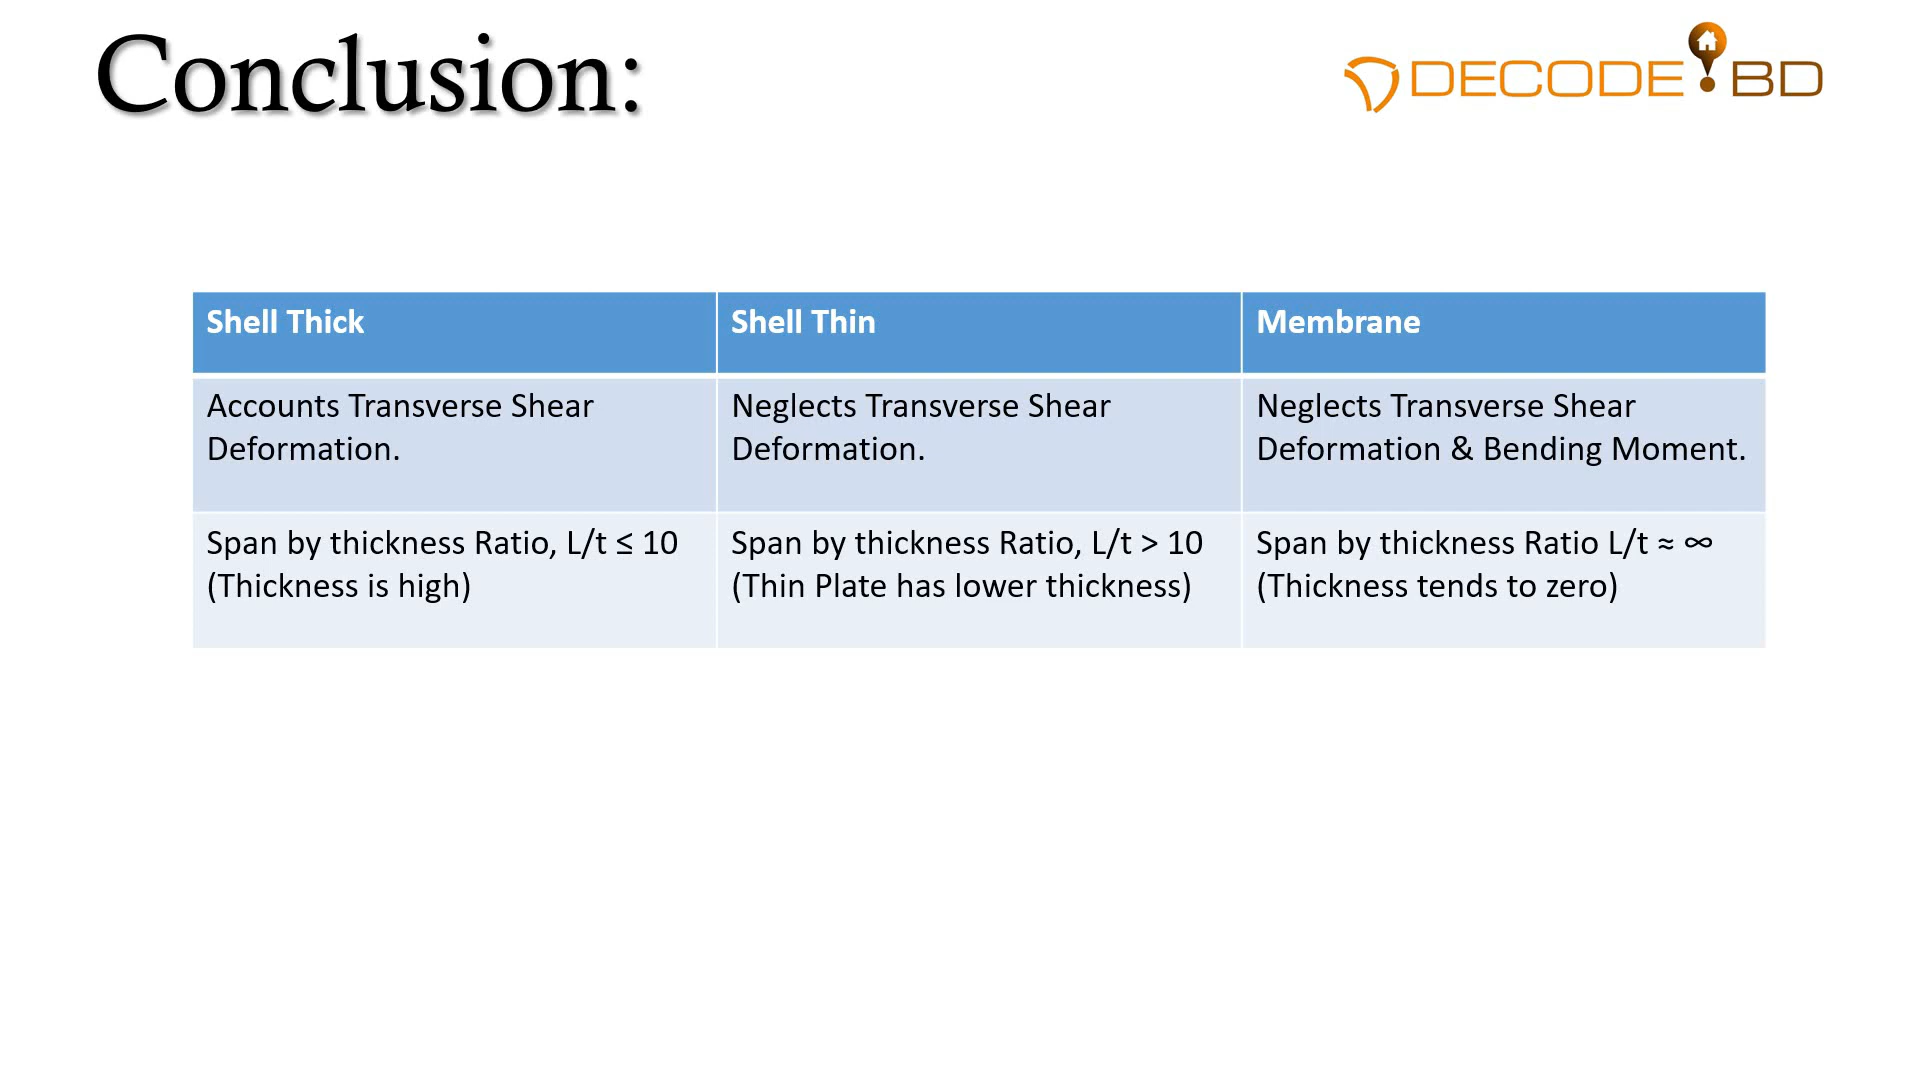 Conclusion:
DECODE BD
Shell Thick
Shell Thin
Membrane
Accounts Transverse Shear
Deformation.
Neglects Transverse Shear
Deformation.
Neglects Transverse Shear
Deformation & Bending Moment.
Span by thickness Ratio, L/t ≤ 10
(Thickness is high)
Span by thickness Ratio, L/t > 10
(Thin Plate has lower thickness)
Span by thickness Ratio L/t ≈ ∞
(Thickness tends to zero)